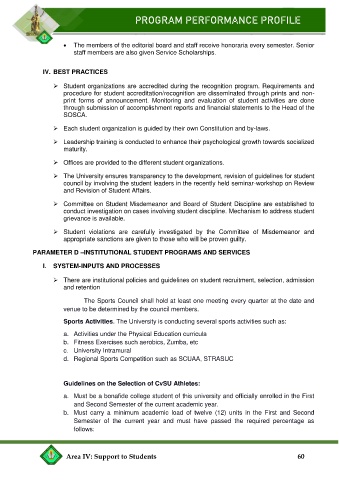 PROGRAM PERFORMANCE PROFILE
• The members of the editorial board and staff receive honoraria every semester. Senior
staff members are also given Service Scholarships.
IV. BEST PRACTICES
➢ Student organizations are accredited during the recognition program. Requirements and
procedure for student accreditation/recognition are disseminated through prints and non-
print forms of announcement. Monitoring and evaluation of student activities are done
through submission of accomplishment reports and financial statements to the Head of the
SOSCA.
➢ Each student organization is guided by their own Constitution and by-laws.
➢ Leadership training is conducted to enhance their psychological growth towards socialized
maturity.
➢ Offices are provided to the different student organizations.
➢ The University ensures transparency to the development, revision of guidelines for student
council by involving the student leaders in the recently held seminar-workshop on Review
and Revision of Student Affairs.
➢ Committee on Student Misdemeanor and Board of Student Discipline are established to
conduct investigation on cases involving student discipline. Mechanism to address student
grievance is available.
➢ Student violations are carefully investigated by the Committee of Misdemeanor and
appropriate sanctions are given to those who will be proven guilty.
PARAMETER D –INSTITUTIONAL STUDENT PROGRAMS AND SERVICES
I. SYSTEM-INPUTS AND PROCESSES
➢ There are institutional policies and guidelines on student recruitment, selection, admission
and retention
The Sports Council shall hold at least one meeting every quarter at the date and
venue to be determined by the council members.
Sports Activities. The University is conducting several sports activities such as:
a. Activities under the Physical Education curricula
b. Fitness Exercises such aerobics, Zumba, etc
c. University Intramural
d. Regional Sports Competition such as SCUAA, STRASUC
Guidelines on the Selection of CvSU Athletes:
a. Must be a bonafide college student of this university and officially enrolled in the First
and Second Semester of the current academic year.
b. Must carry a minimum academic load of twelve (12) units in the First and Second
Semester of the current year and must have passed the required percentage as
follows:
Area IV: Support to Students 60